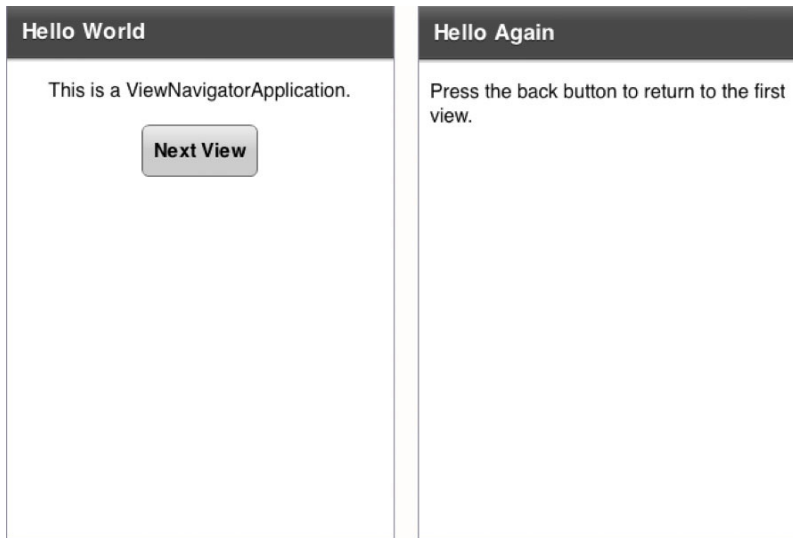 Hello World
This is a ViewNavigatorApplication.
Next View
Hello Again
Press the back button to return to the first
view.